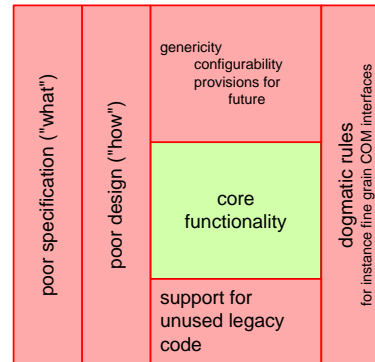 poor specification ("what")
poor design ("how")
genericity
configurability
provisions for
future
core
functionality
support for
unused legacy
code
dogmatic rules
for instance fine grain COM interfaces